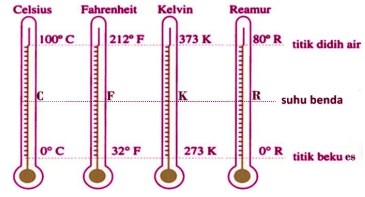 Celsius Fahrenheit Kelvin Reamur
100° C 212° F 373 K 80° R titik didih air
C F K R suhu benda
0° C 32° F 273 K 0° R titik beku es